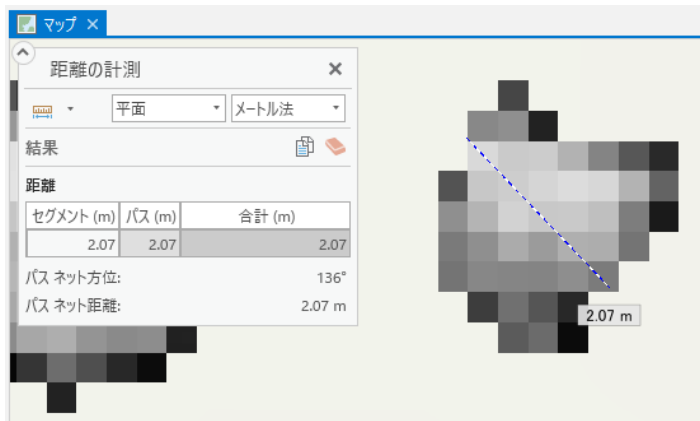 マップ
距離の計測
平面 メートル法
結果
距離
セグメント (m) パス (m) 合計 (m)
2.07 2.07 2.07
パス ネット方位: 136°
パス ネット距離: 2.07 m
2.07 m